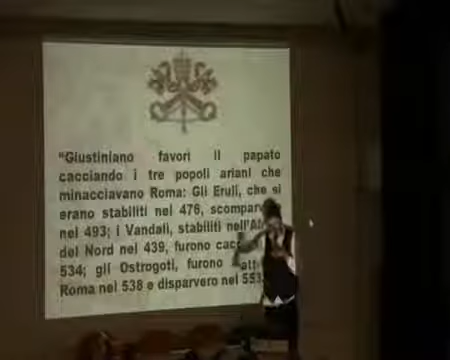 "Giustiniano favorì il papato
cacciando i tre popoli ariani che
minacciavano Roma: Gli Eruli, che si
erano stabiliti nel 476,
nel 493; i Vandali, stabiliti
del Nord nel 439, furono
534; gli Ostrogoti, furono
Roma nel 538 e disparvero nel 553